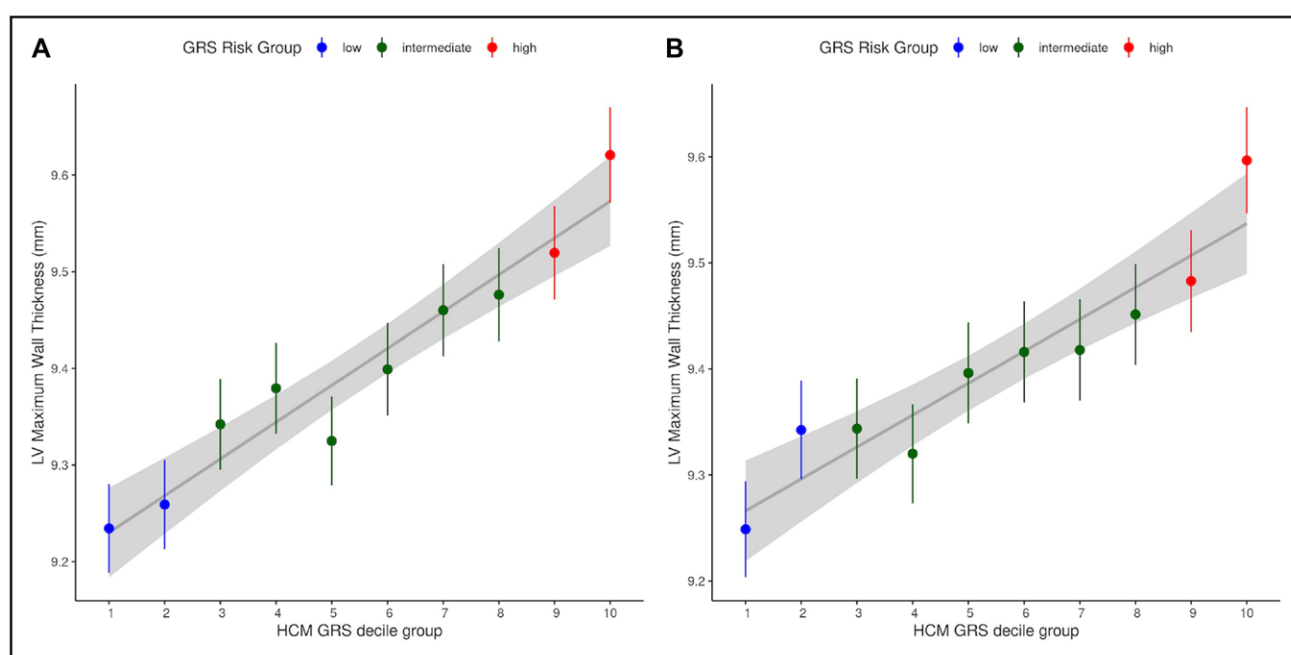 A
GRS Risk Group low intermediate high
LV Maximum Wall Thickness (mm)
9.6
9.5
9.4
9.3
9.2
1 2 3 4 5 6 7 8 9 10
HCM GRS decile group
B
GRS Risk Group low intermediate high
LV Maximum Wall Thickness (mm)
9.6
9.5
9.4
9.3
9.2
1 2 3 4 5 6 7 8 9 10
HCM GRS decile group